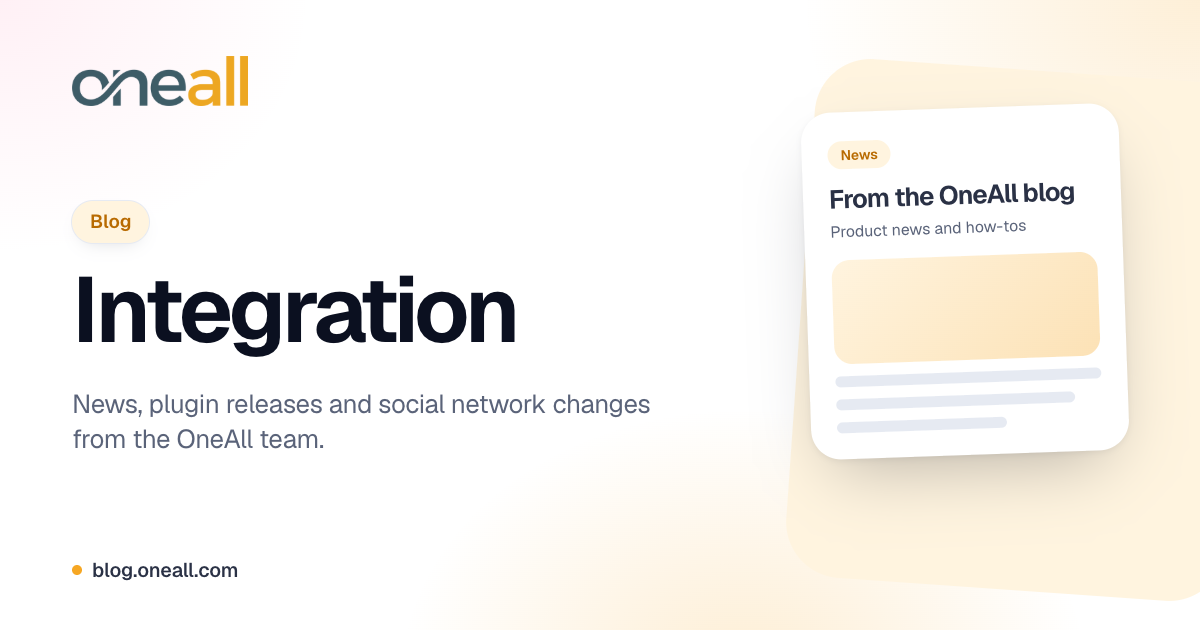 oneall
Blog
Integration
News, plugin releases and social network changes
from the OneAll team.
blog.oneall.com
News
From the OneAll blog
Product news and how-tos